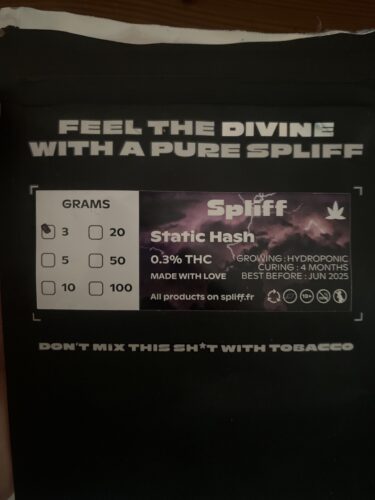 FEEL THE DIVINE
WITH A PURE SPLIFF
GRAMS
3
20
5
50
10
100
Spliff
Static Hash
0.3% THC
MADE WITH LOVE
All products on spliff.fr
GROWING : HYDROPONIC
CURING : 4 MONTHS
BEST BEFORE : JUN 2025
DON'T MIX THIS SH*T WITH TOBACCO